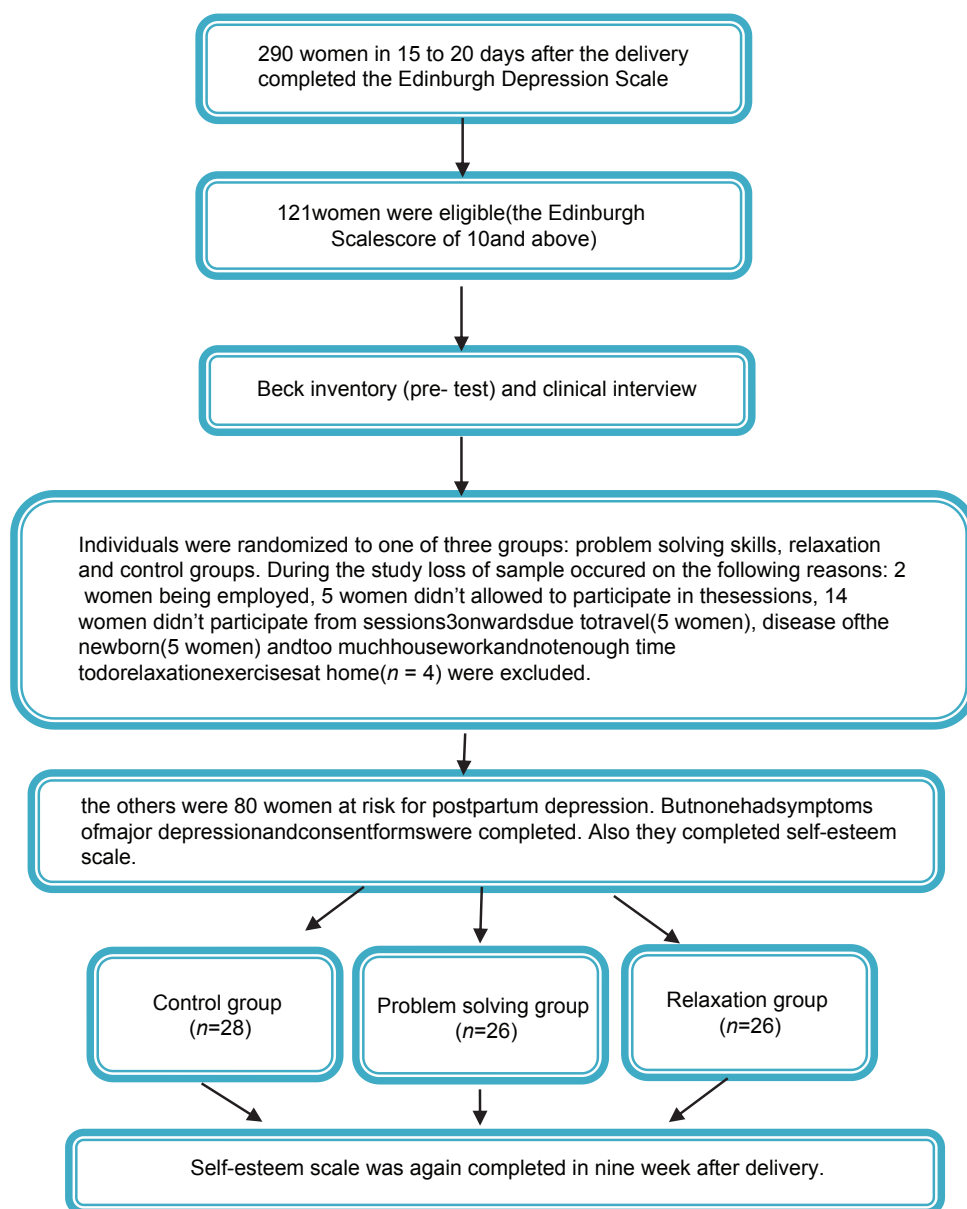 290 women in 15 to 20 days after the delivery
completed the Edinburgh Depression Scale
121women were eligible(the Edinburgh
Scalescore of 10and above)
Beck inventory (pre- test) and clinical interview
Individuals were randomized to one of three groups: problem solving skills, relaxation
and control groups. During the study loss of sample occured on the following reasons: 2
women being employed, 5 women didn’t allowed to participate in thesessions, 14
women didn’t participate from sessions3onwardsdue totravel(5 women), disease ofthe
newborn(5 women) andtoo muchhouseworkandnotenough time
todorelaxationexercisesat home(n = 4) were excluded.
the others were 80 women at risk for postpartum depression. Butnonehadsymptoms
ofmajor depressionandconsentformswere completed. Also they completed self-esteem
scale.
Control group
(n=28)
Problem solving group
(n=26)
Relaxation group
(n=26)
Self-esteem scale was again completed in nine week after delivery.